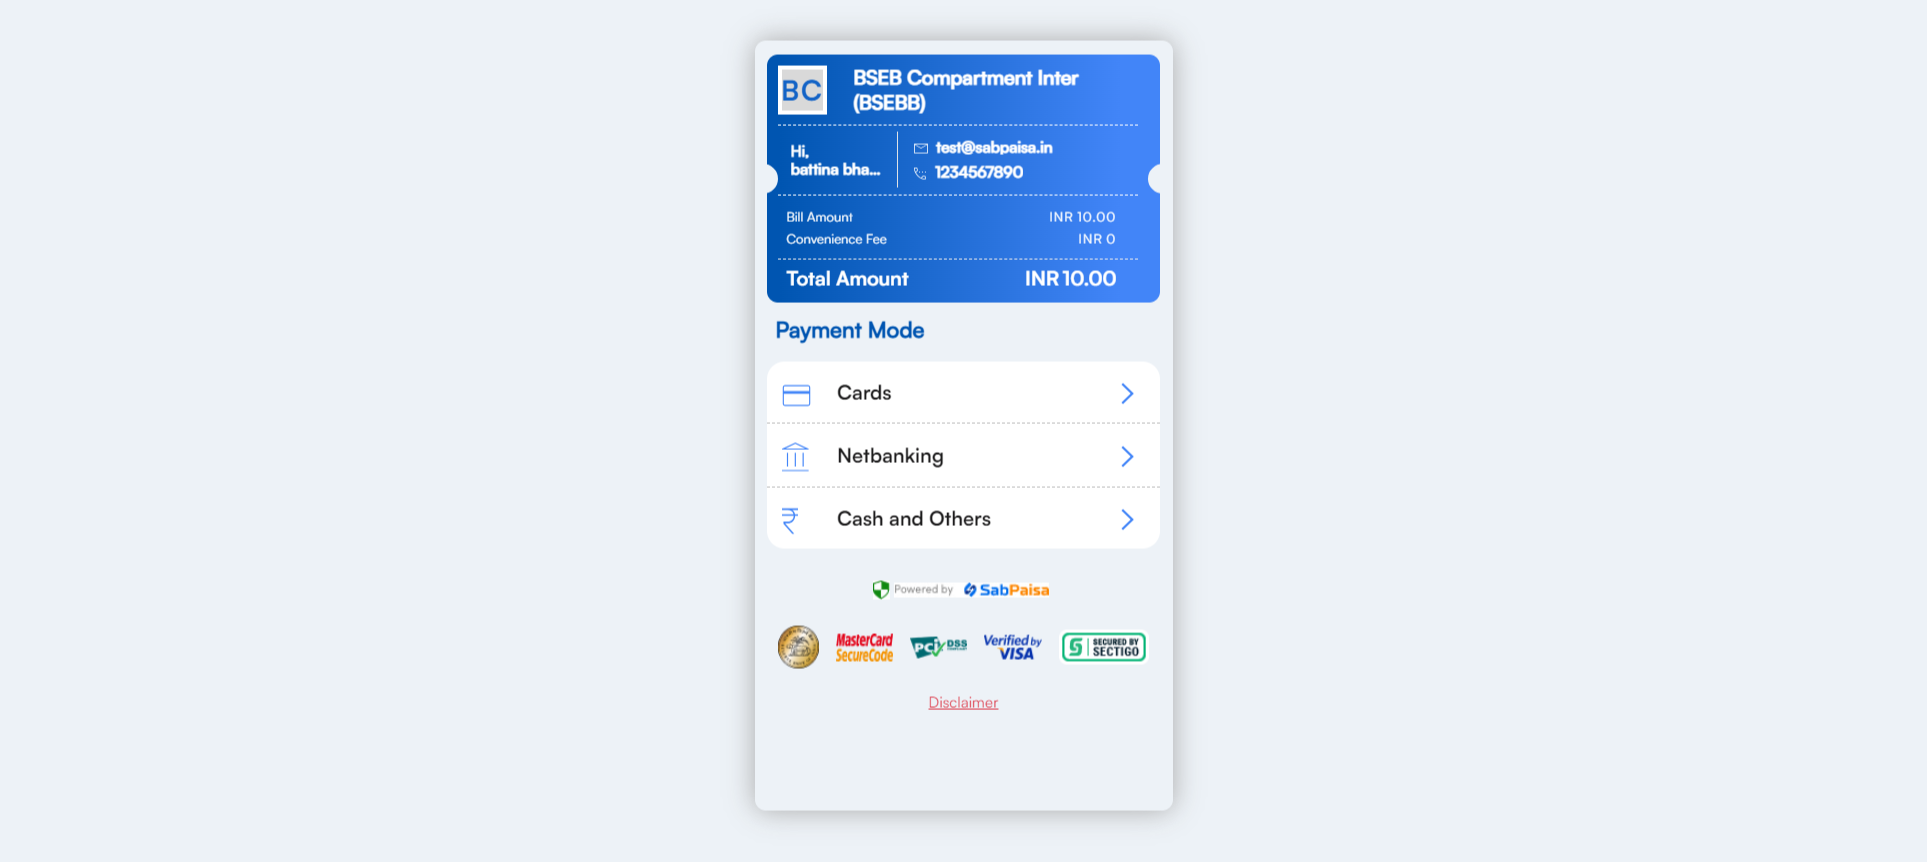 BC
BSEB Compartment Inter
(BSEBB)
Hi,
battina bha...
test@sabpaisa.in
1234567890
Bill Amount INR 10.00
Convenience Fee INR 0
Total Amount INR 10.00
Payment Mode
Cards
Netbanking
Cash and Others
Powered by SabPaisa
MasterCard
SecureCode
PCI DSS
Verified by
VISA
SECURED BY
SECTIGO
Disclaimer